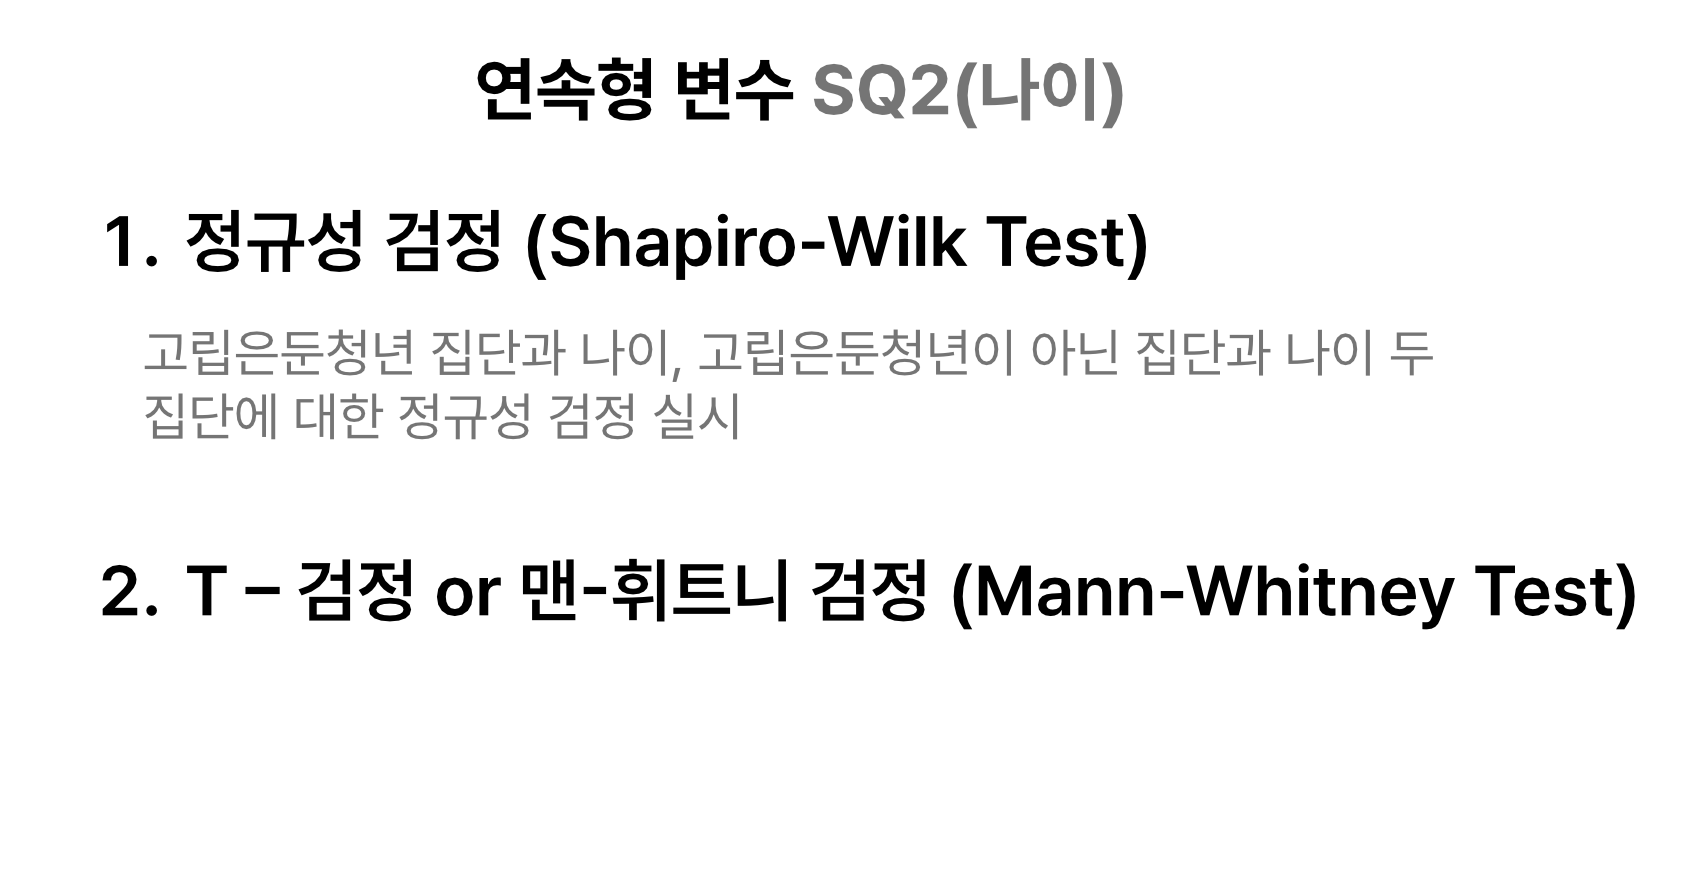 연속형 변수 SQ2(나이)
1. 정규성 검정 (Shapiro-Wilk Test)
고립은둔청년 집단과 나이, 고립은둔청년이 아닌 집단과 나이 두
집단에 대한 정규성 검정 실시
2. T – 검정 or 맨-휘트니 검정 (Mann-Whitney Test)